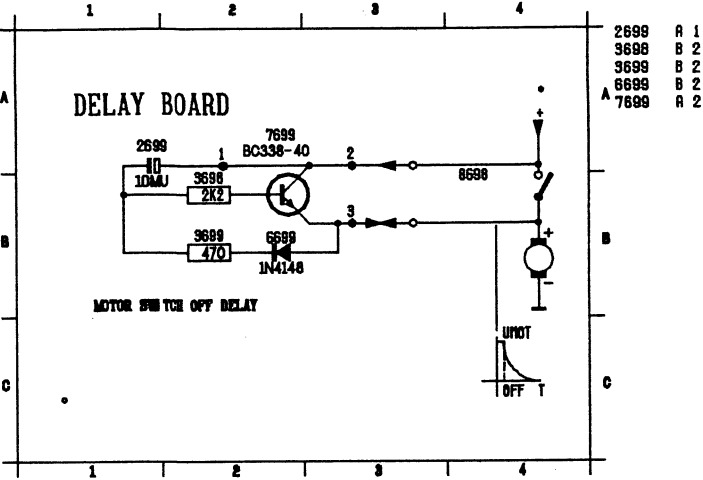 1 2 3 4
2699 A 1
3698 B 2
3699 B 2
6699 B 2
7699 A 2
A A
DELAY BOARD
+
7699
2699 1 BC338-40 2
10MU 3698 8698
2K2
3
B B
3699 6699 +
470
1N4148
-
MOTOR SWITCH OFF DELAY
UMOT
C C
OFF T
1 2 3 4